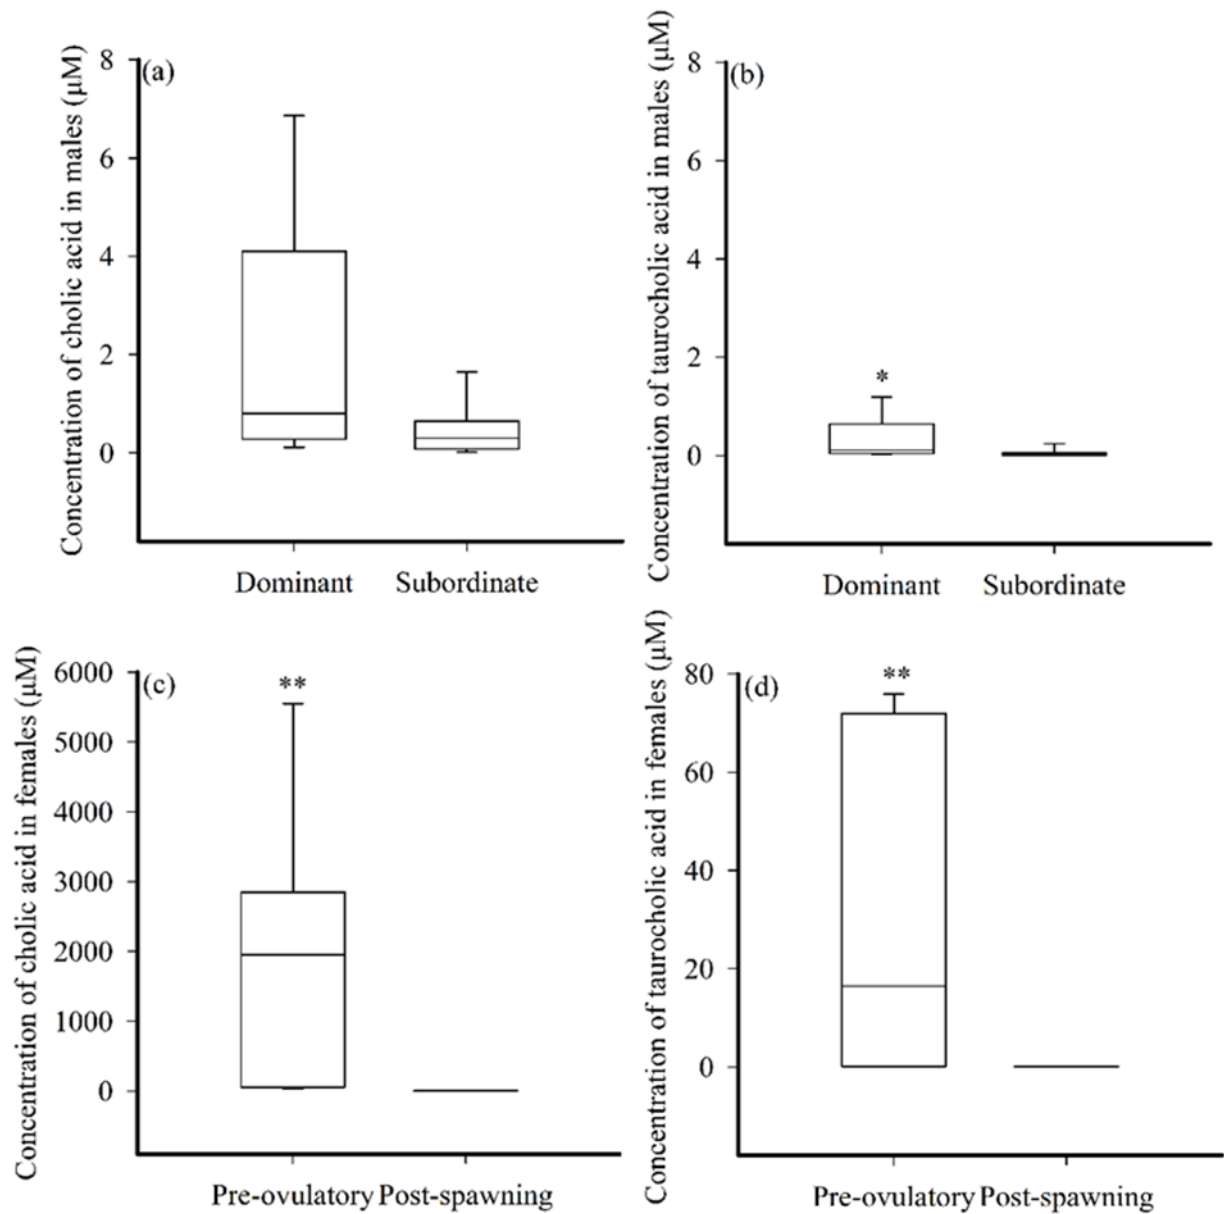 Concentration of cholic acid in males (μM)
(a)
8
6
4
2
0
Dominant Subordinate
Concentration of taurocholic acid in males (μM)
(b)
8
6
4
2
0
*
Dominant Subordinate
Concentration of cholic acid in females (μM)
(c)
6000
5000
4000
3000
2000
1000
0
**
Pre-ovulatory Post-spawning
Concentration of taurocholic acid in females (μM)
(d)
80
60
40
20
0
**
Pre-ovulatory Post-spawning